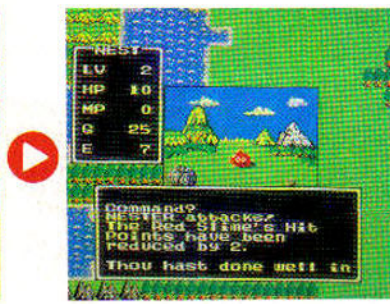 NEST
LV 2
HP 10
MP 0
G 25
E 7
Command?
NESTER attacks!
The Red Slime's Hit
Points have been
reduced by 2.
Thou hast done well in